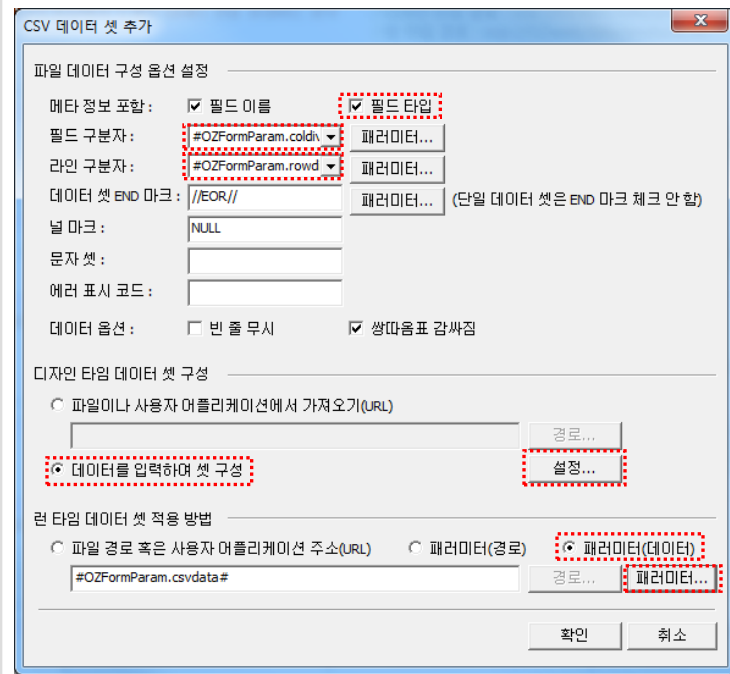 CSV 데이터 셋 추가
파일 데이터 구성 옵션 설정
메타 정보 포함 : 필드 이름 필드 타입
필드 구분자 : #OZFormParam.coldiv 패러미터...
라인 구분자 : #OZFormParam.rowd 패러미터...
데이터 셋 END 마크 : //EOR// 패러미터... (단일 데이터 셋은 END 마크 체크 안 함)
널 마크 : NULL
문자 셋 :
에러 표시 코드 :
데이터 옵션 : 빈 줄 무시 쌍따옴표 감싸짐
디자인 타임 데이터 셋 구성
파일이나 사용자 어플리케이션에서 가져오기(URL)
경로...
데이터를 입력하여 셋 구성 설정...
런 타임 데이터 셋 적용 방법
파일 경로 혹은 사용자 어플리케이션 주소(URL) 패러미터(경로) 패러미터(데이터)
#OZFormParam.csvdata# 경로... 패러미터...
확인 취소